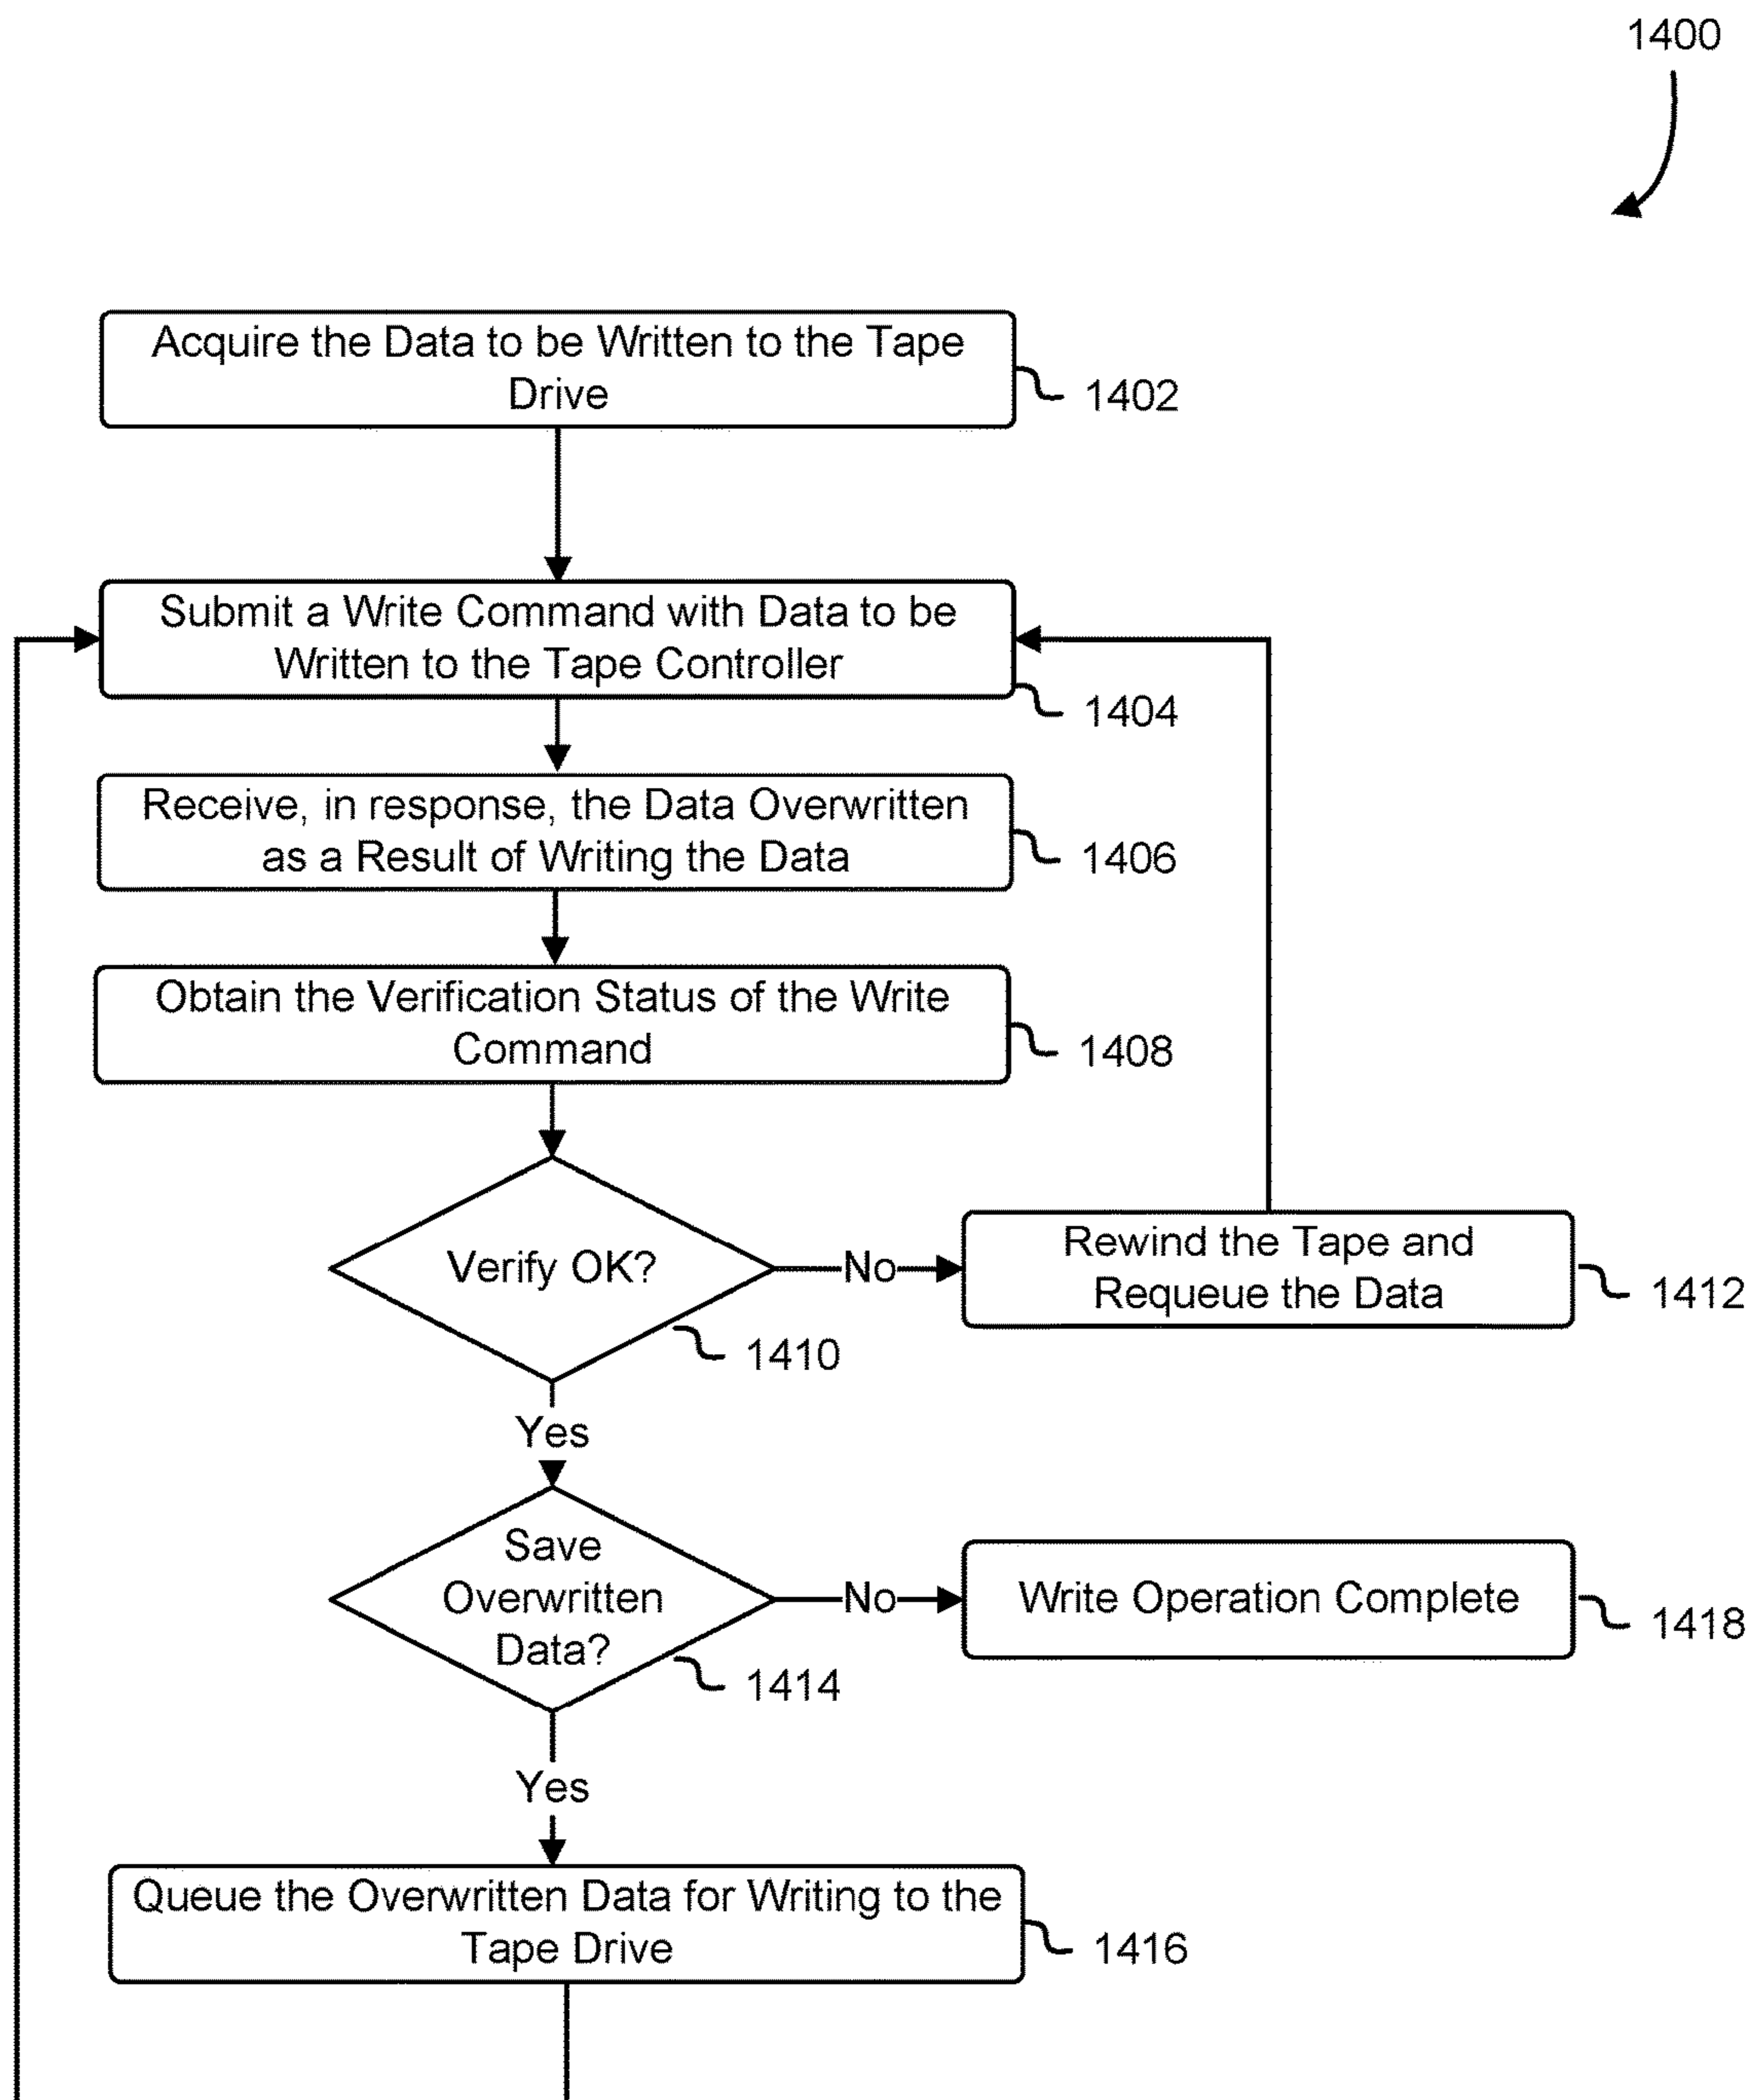 1400
Acquire the Data to be Written to the Tape
Drive
1402
Submit a Write Command with Data to be
Written to the Tape Controller
1404
Receive, in response, the Data Overwritten
as a Result of Writing the Data
1406
Obtain the Verification Status of the Write
Command
1408
Verify OK?
No
Rewind the Tape and
Requeue the Data
1412
1410
Yes
Save
Overwritten
Data?
No
Write Operation Complete
1418
1414
Yes
Queue the Overwritten Data for Writing to the
Tape Drive
1416